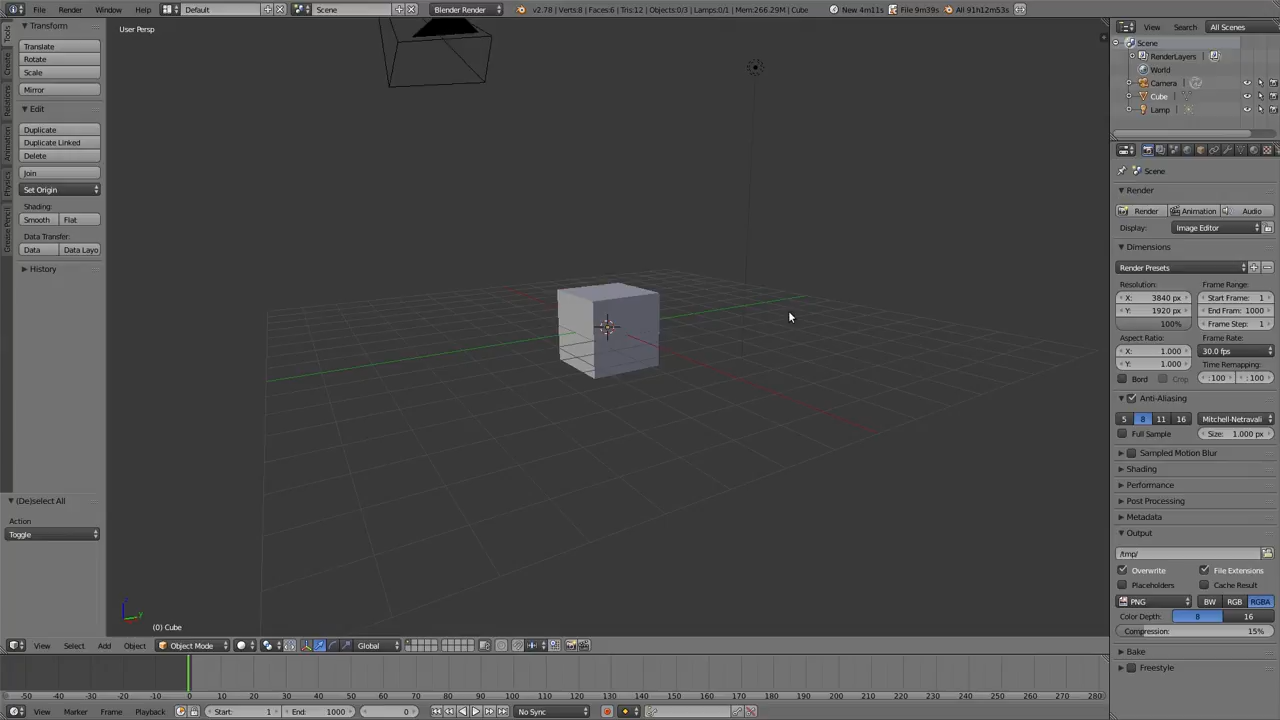 File Render Window Help Default Scene Blender Render v2.78 | Verts:8 | Faces:6 | Tris:12 | Objects:0/3 | Lamps:0/1 | Mem:266.29M | Cube New 4m11s File 9m39s All 91h12m53s
User Persp
Tools
Create
Relations
Animation
Physics
Grease Pencil
Transform
Translate
Rotate
Scale
Mirror
Edit
Duplicate
Duplicate Linked
Delete
Join
Set Origin
Shading:
Smooth Flat
Data Transfer:
Data Data Layo
History
(De)select All
Action
Toggle
z
y
(0) Cube
View Search All Scenes
Scene
RenderLayers
World
Camera
Cube
Lamp
Scene
Render
Render Animation Audio
Display: Image Editor
Dimensions
Render Presets
Resolution: Frame Range:
X: 3840 px Start Frame: 1
Y: 1920 px End Fram: 1000
100% Frame Step: 1
Aspect Ratio: Frame Rate:
X: 1.000 30.0 fps
Y: 1.000 Time Remapping:
Bord Crop :100 :100
Anti-Aliasing
5 8 11 16 Mitchell-Netravali
Full Sample Size: 1.000 px
Sampled Motion Blur
Shading
Performance
Post Processing
Metadata
Output
/tmp/
Overwrite File Extensions
Placeholders Cache Result
PNG BW RGB RGBA
Color Depth: 8 16
Compression: 15%
Bake
Freestyle
View Select Add Object Object Mode Global
-50 -40 -30 -20 -10 0 10 20 30 40 50 60 70 80 90 100 110 120 130 140 150 160 170 180 190 200 210 220 230 240 250 260 270 280
View Marker Frame Playback Start: 1 End: 1000 0 No Sync